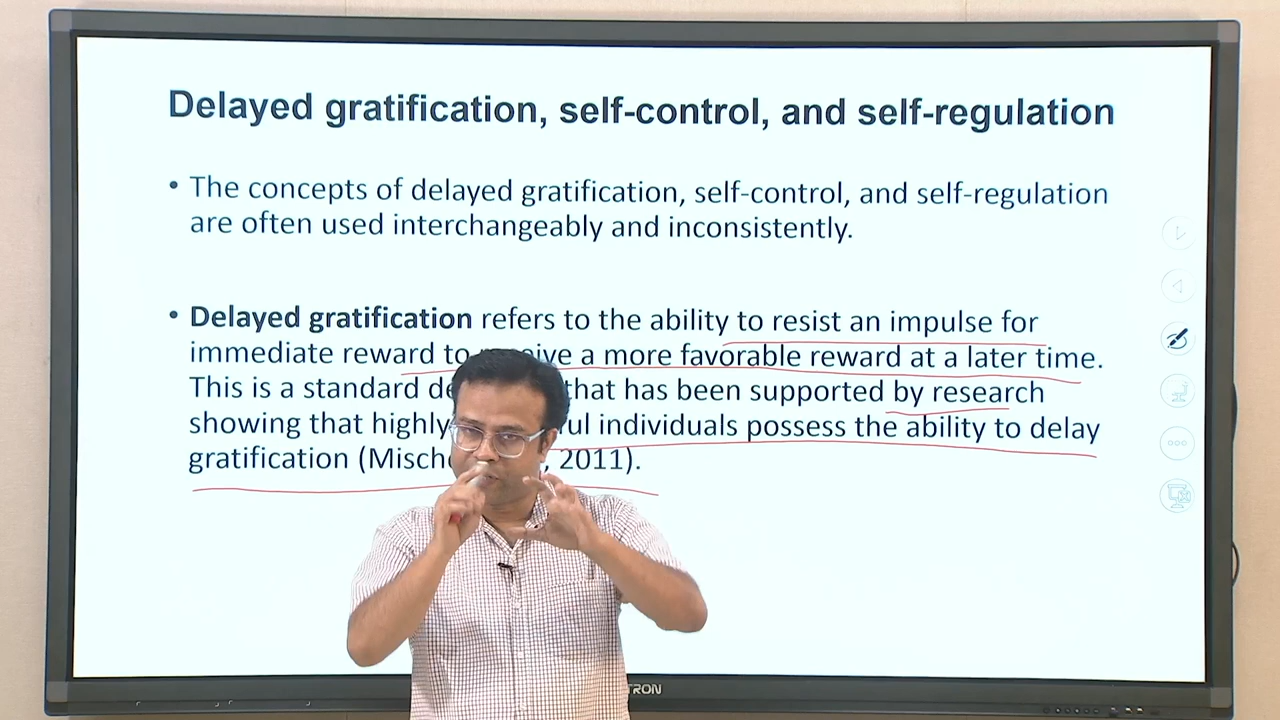 Delayed gratification, self-control, and self-regulation
• The concepts of delayed gratification, self-control, and self-regulation
are often used interchangeably and inconsistently.
• Delayed gratification refers to the ability to resist an impulse for
immediate reward to a more favorable reward at a later time.
This is a standard that has been supported by research
showing that highly individuals possess the ability to delay
gratification ( , 2011).